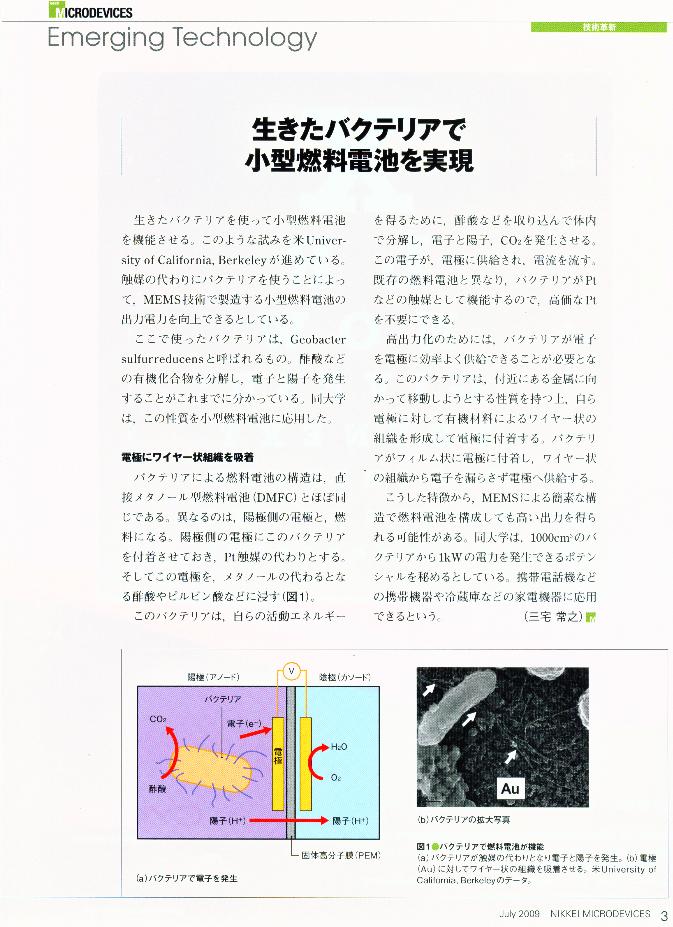 MICRODEVICES
Emerging Technology
技術革新
生きたバクテリアで
小型燃料電池を実現
生きたバクテリアを使って小型燃料電池
を機能させる。このような試みを米Univer-
sity of California, Berkeleyが進めている。
触媒の代わりにバクテリアを使うことによっ
て，MEMS技術で製造する小型燃料電池の
出力電力を向上できるとしている。
ここで使ったバクテリアは，Geobacter
sulfurreducensと呼ばれるもの。酢酸など
の有機化合物を分解し，電子と陽子を発生
することがこれまでに分かっている。同大学
は，この性質を小型燃料電池に応用した。
電極にワイヤー状組織を吸着
バクテリアによる燃料電池の構造は，直
接メタノール型燃料電池（DMFC）とほぼ同
じである。異なるのは，陽極側の電極と，燃
料になる。陽極側の電極にこのバクテリア
を付着させておき，Pt触媒の代わりとする。
そしてこの電極を，メタノールの代わるとな
る酢酸やピルビン酸などに浸す（図1）。
このバクテリアは，自らの活動エネルギー
を得るために，酢酸などを取り込んで体内
で分解し，電子と陽子，CO₂を発生させる。
この電子が，電極に供給され，電流を流す。
既存の燃料電池と異なり，バクテリアがPt
などの触媒として機能するので，高価なPt
を不要にできる。
高出力化のためには，バクテリアが電子
を電極に効率よく供給できることが必要とな
る。このバクテリアは，付近にある金属に向
かって移動しようとする性質を持つ上，自ら
電極に対して有機材料によるワイヤー状の
組織を形成して電極に付着する。バクテリ
アがフィルム状に電極に付着し，ワイヤー状
の組織から電子を漏らさず電極へ供給する。
こうした特徴から，MEMSによる簡素な構
造で燃料電池を構成しても高い出力を得ら
れる可能性がある。同大学は，1000cm³のバ
クテリアから1kWの電力を発生できるポテン
シャルを秘めるとしている。携帯電話機など
の携帯機器や冷蔵庫などの家電機器に応用
できるという。 （三宅 常之）
陽極（アノード）
V
陰極（カソード）
バクテリア
CO₂
電子（e⁻）
電極
H₂O
O₂
酢酸
陽子（H⁺）
陽子（H⁺）
固体高分子膜（PEM）
（a）バクテリアで電子を発生
Au
（b）バクテリアの拡大写真
図1●バクテリアで燃料電池が機能
（a）バクテリアが触媒の代わりとなり電子と陽子を発生。（b）電極
（Au）に対してワイヤー状の組織を吸着させる。米University of
California, Berkeleyのデータ。
July 2009 NIKKEI MICRODEVICES 3